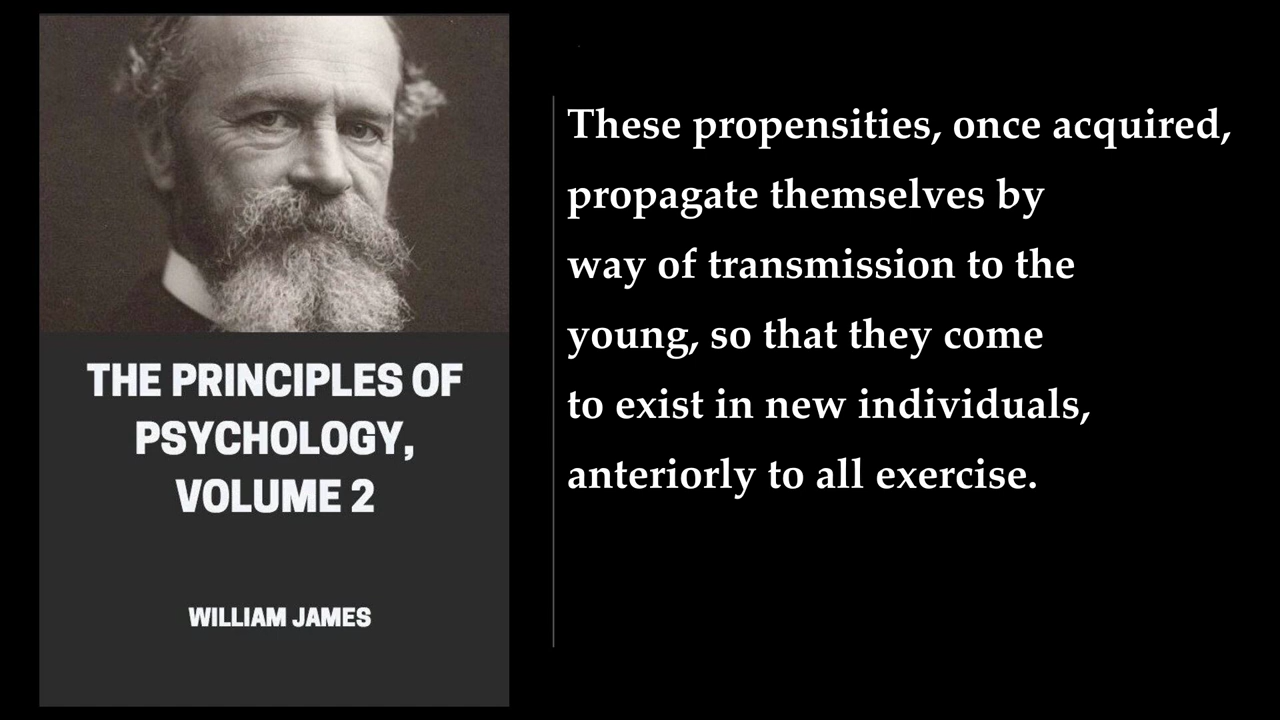 THE PRINCIPLES OF
PSYCHOLOGY,
VOLUME 2
WILLIAM JAMES
These propensities, once acquired,
propagate themselves by
way of transmission to the
young, so that they come
to exist in new individuals,
anteriorly to all exercise.